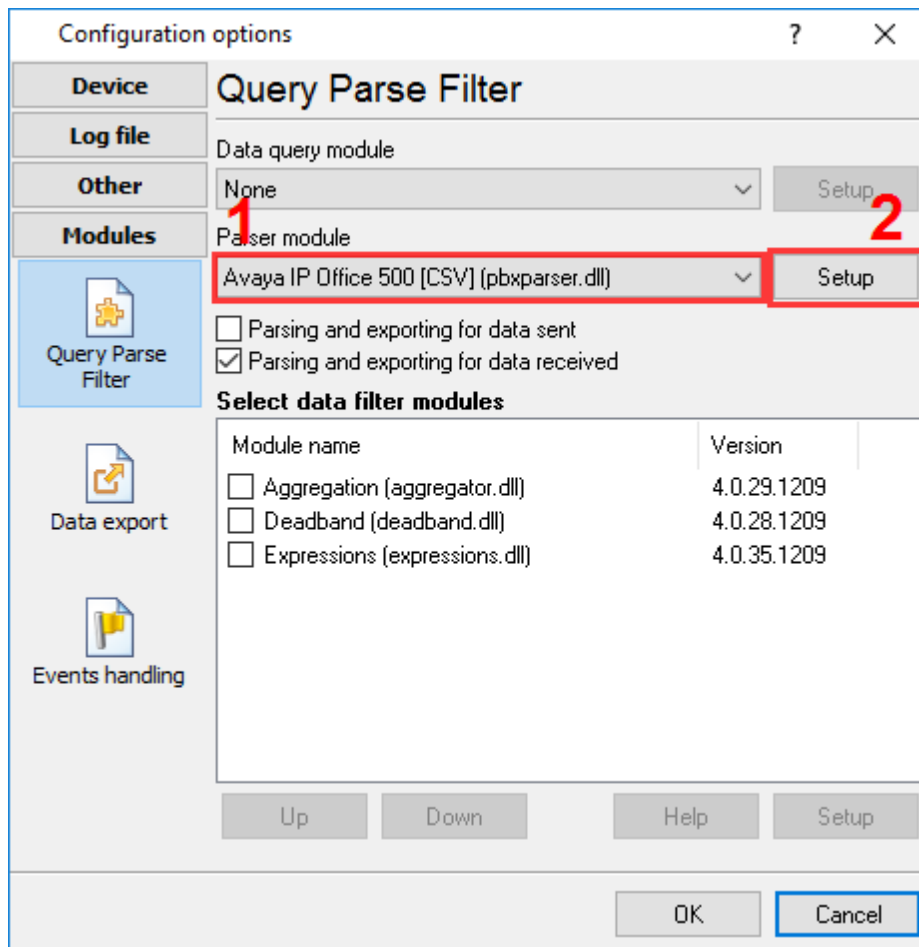 Configuration options
?
Device
Log file
Other
Modules
Query Parse
Filter
Data export
Events handling
Query Parse Filter
Data query module
None
Setup
1
2
Parser module
Avaya IP Office 500 [CSV] (pbxparser.dll)
Setup
Parsing and exporting for data sent
Parsing and exporting for data received
Select data filter modules
Module name Version
Aggregation (aggregator.dll) 4.0.29.1209
Deadband (deadband.dll) 4.0.28.1209
Expressions (expressions.dll) 4.0.35.1209
Up Down Help Setup
OK Cancel